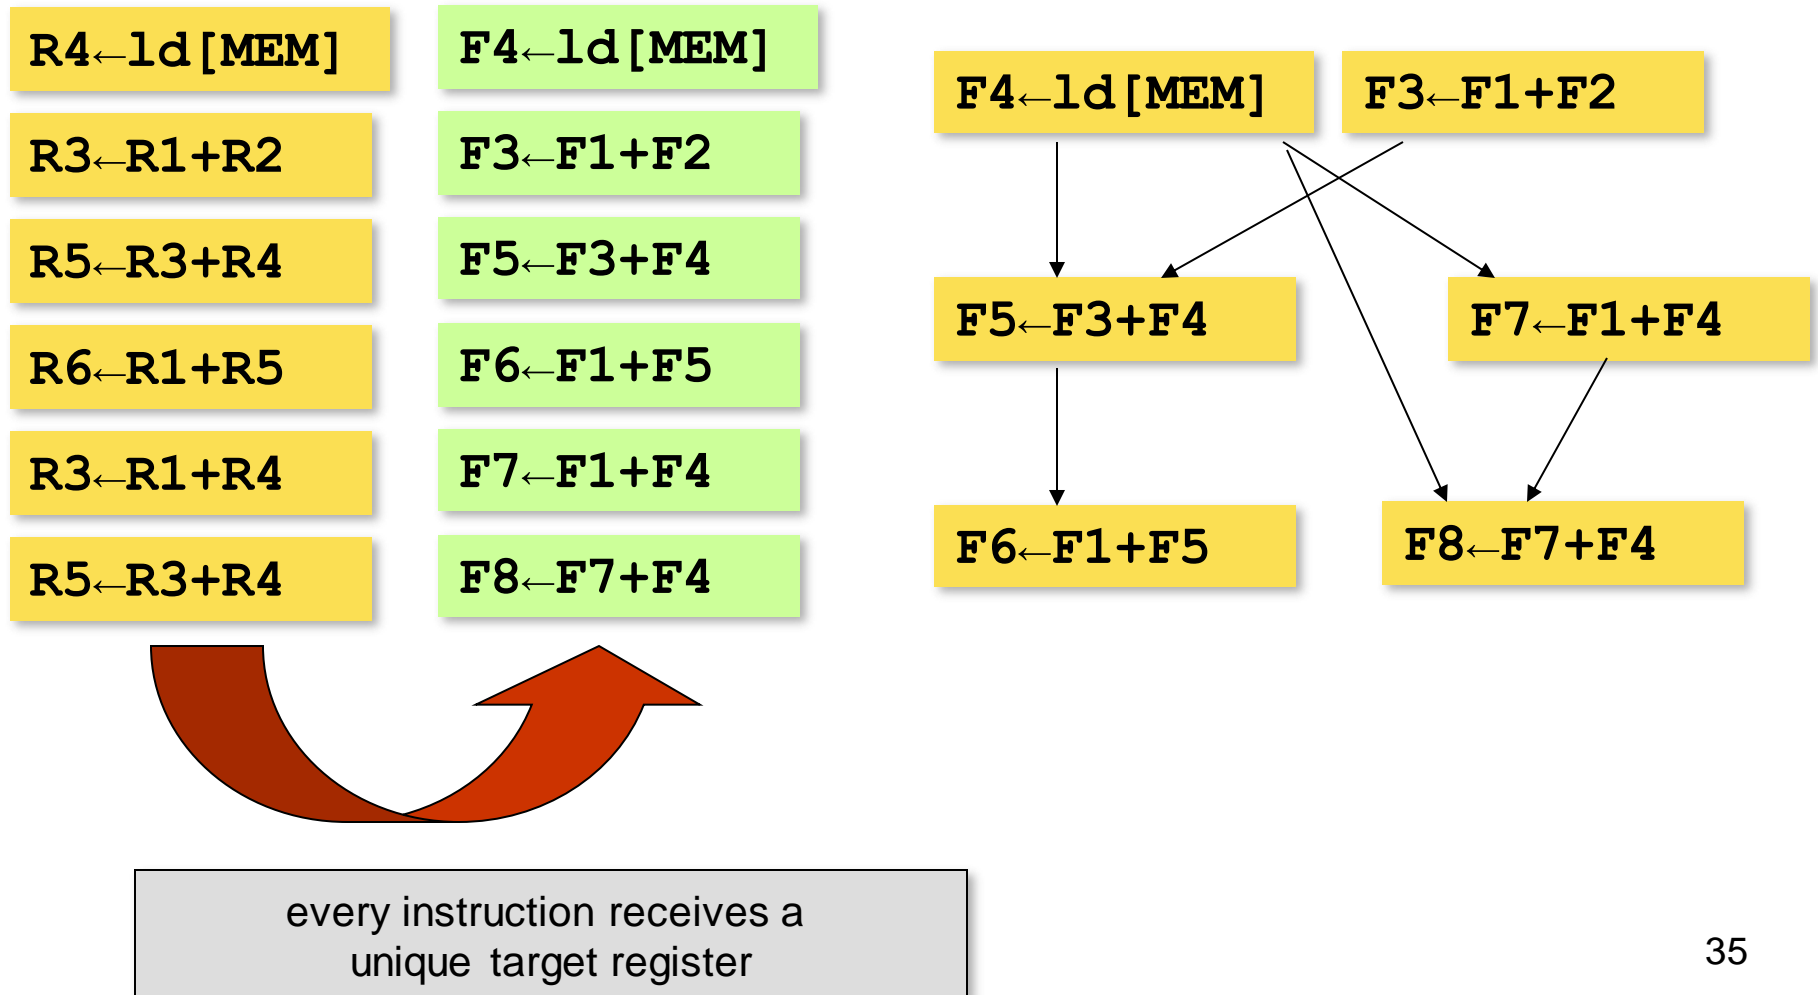 R4←ld[MEM]
R3←R1+R2
R5←R3+R4
R6←R1+R5
R3←R1+R4
R5←R3+R4
F4←ld[MEM]
F3←F1+F2
F5←F3+F4
F6←F1+F5
F7←F1+F4
F8←F7+F4
F4←ld[MEM]
F3←F1+F2
F5←F3+F4
F7←F1+F4
F6←F1+F5
F8←F7+F4
every instruction receives a
unique target register
35